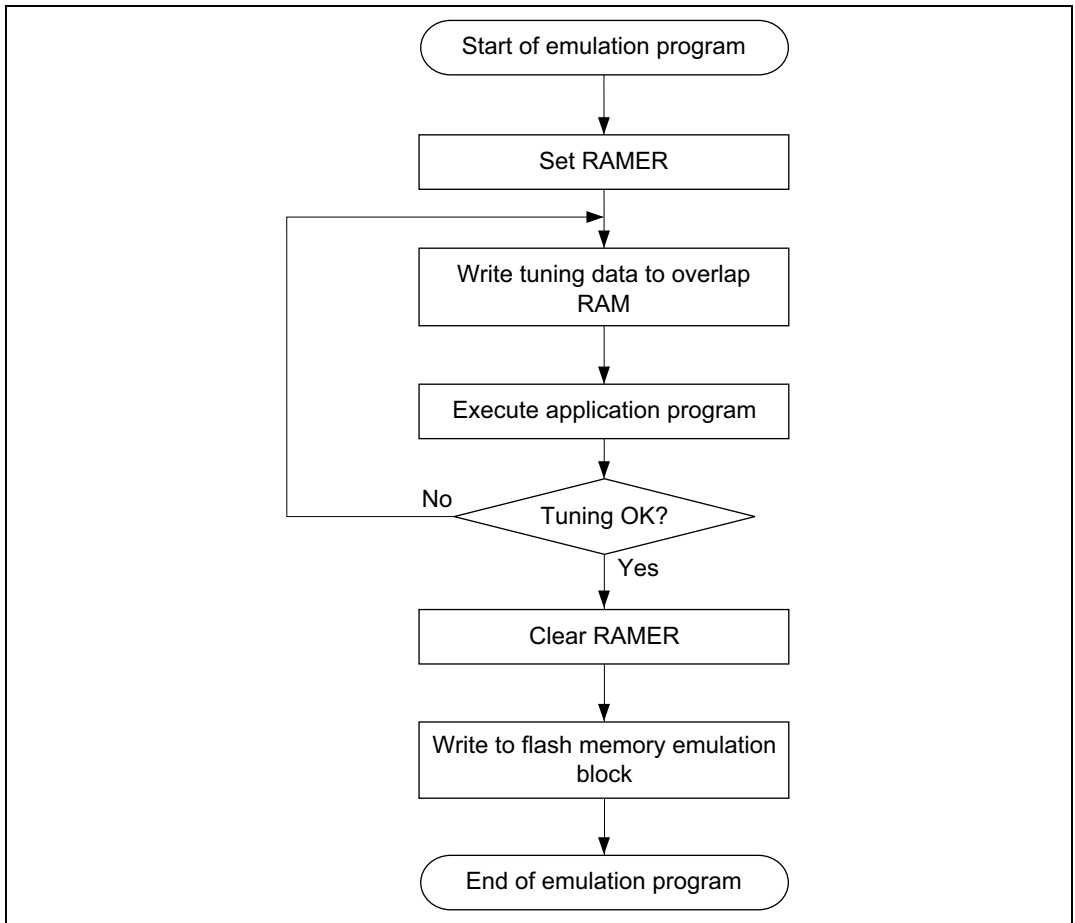 Start of emulation program
Set RAMER
Write tuning data to overlap
RAM
Execute application program
No
Tuning OK?
Yes
Clear RAMER
Write to flash memory emulation
block
End of emulation program